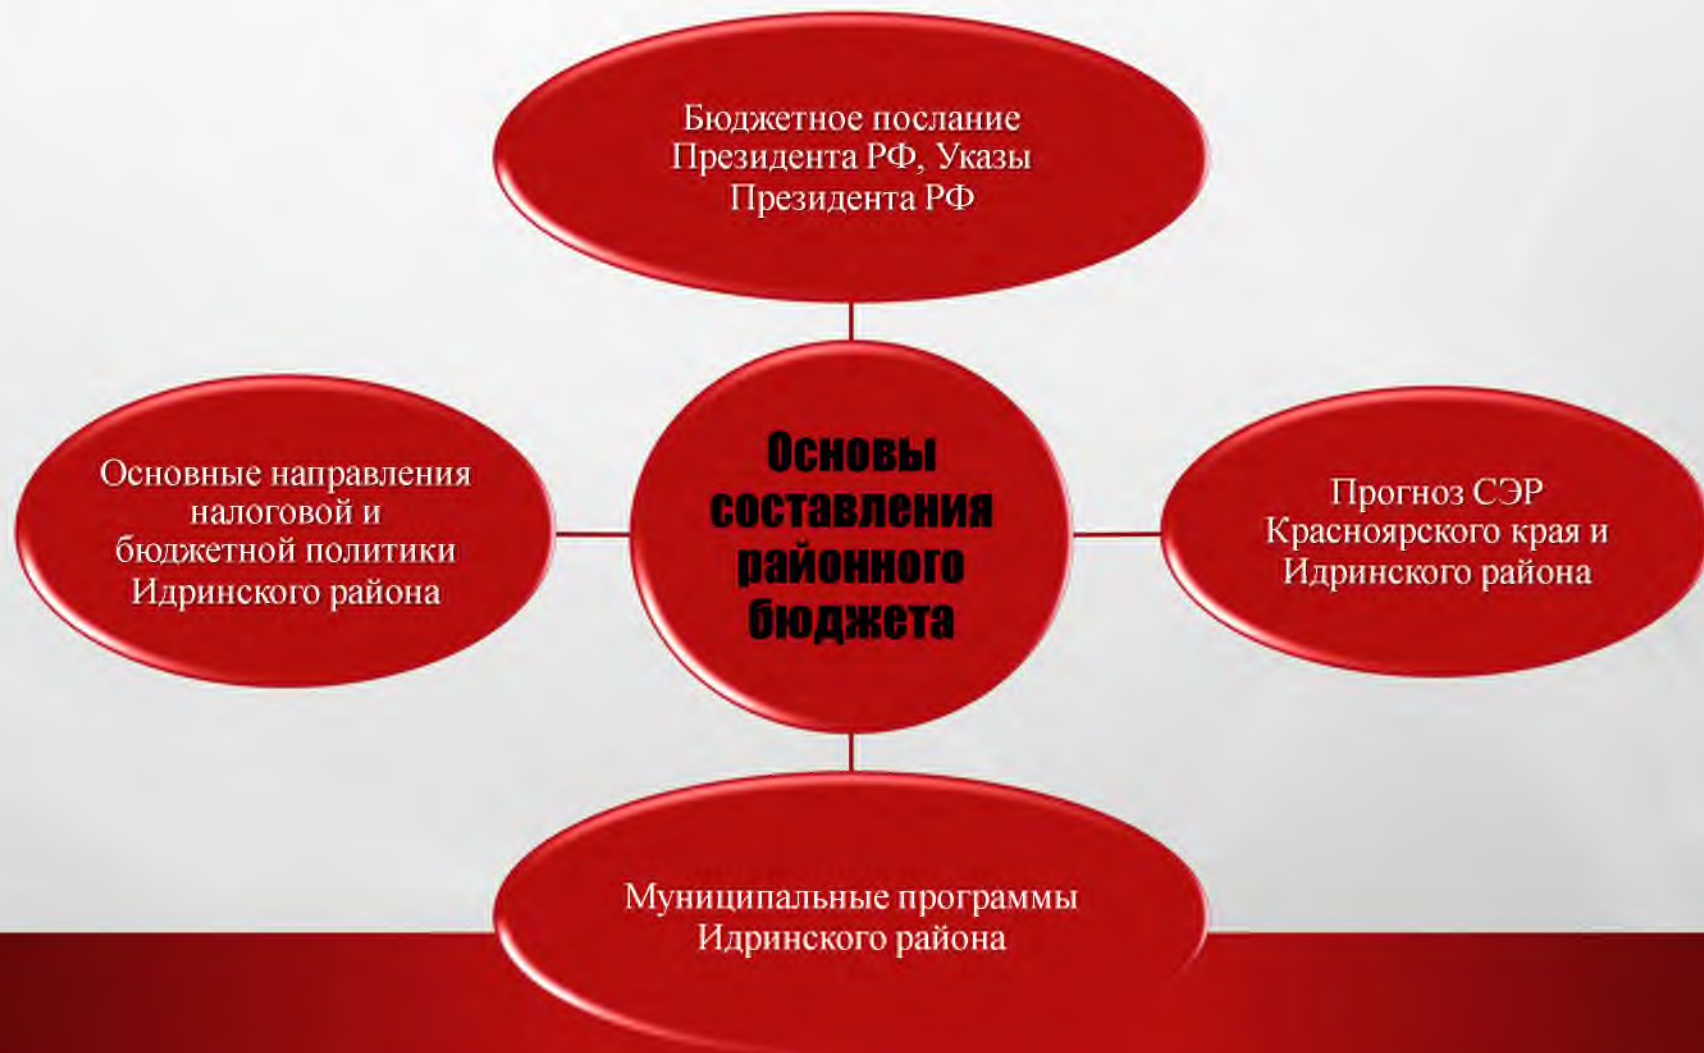 Бюджетное послание
Президента РФ, Указы
Президента РФ
Основные направления
налоговой и
бюджетной политики
Идринского района
Основы
составления
районного
бюджета
Прогноз СЭР
Красноярского края и
Идринского района
Муниципальные программы
Идринского района